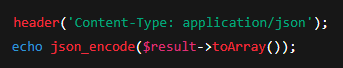 header('Content-Type: application/json');
echo json_encode($result->toArray());